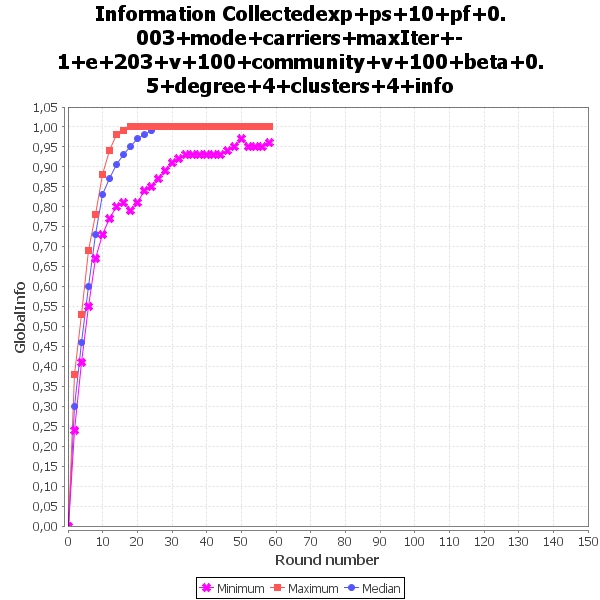 Information Collectedexp+ps+10+pf+0.
003+mode+carriers+maxIter+-
1+e+203+v+100+community+v+100+beta+0.
5+degree+4+clusters+4+info
1,05
1,00
0,95
0,90
0,85
0,80
0,75
0,70
0,65
0,60
0,55
0,50
0,45
0,40
0,35
0,30
0,25
0,20
0,15
0,10
0,05
0,00
GlobalInfo
0 10 20 30 40 50 60 70 80 90 100 110 120 130 140 150
Round number
Minimum Maximum Median